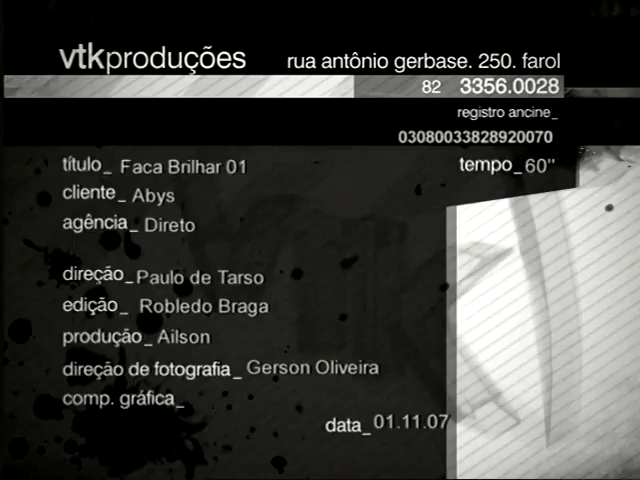 vtkproduções rua antônio gerbase. 250. farol
82 3356.0028
registro ancine_
03080033828920070
título_ Faca Brilhar 01 tempo_60"
cliente_ Abys
agência_ Direto
direção_Paulo de Tarso
edição_ Robledo Braga
produção_ Ailson
direção de fotografia_ Gerson Oliveira
comp. gráfica_
data_01.11.07